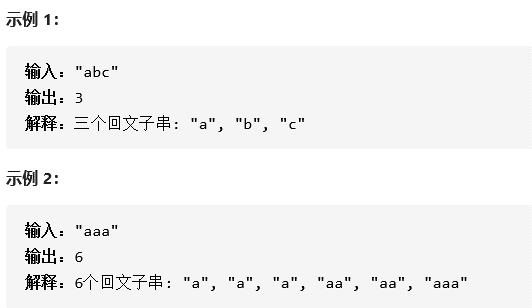 示例 1：
输入："abc"
输出：3
解释：三个回文子串: "a", "b", "c"
示例 2：
输入："aaa"
输出：6
解释：6个回文子串: "a", "a", "a", "aa", "aa", "aaa"